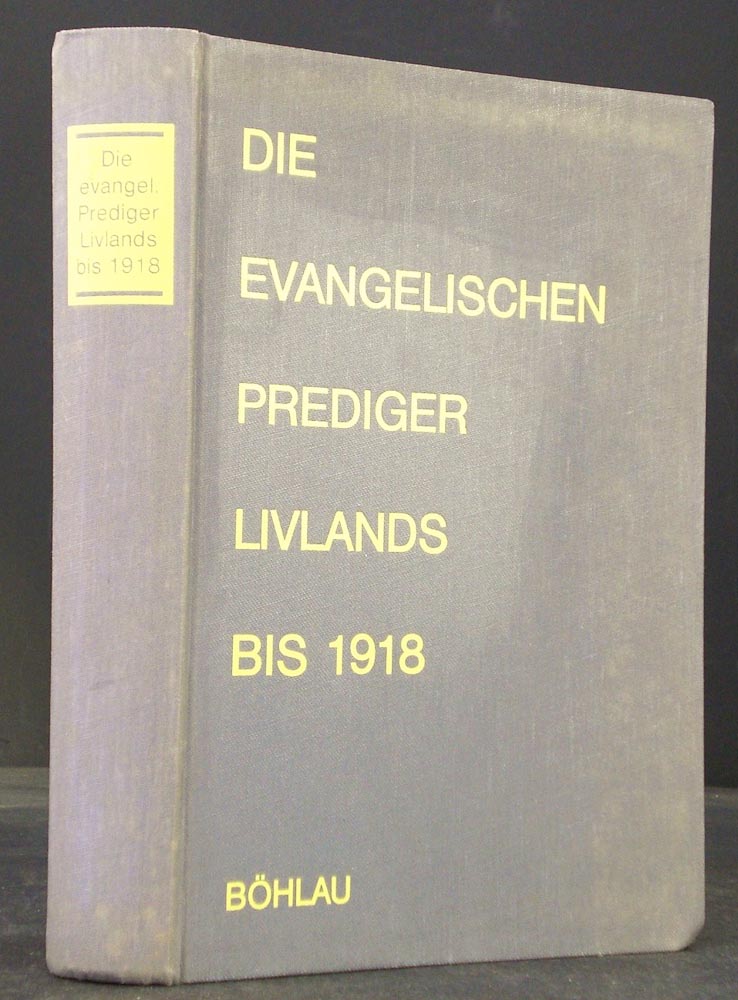 Die
evangel.
Prediger
Livlands
bis 1918
DIE
EVANGELISCHEN
PREDIGER
LIVLANDS
BIS 1918
BÖHLAU